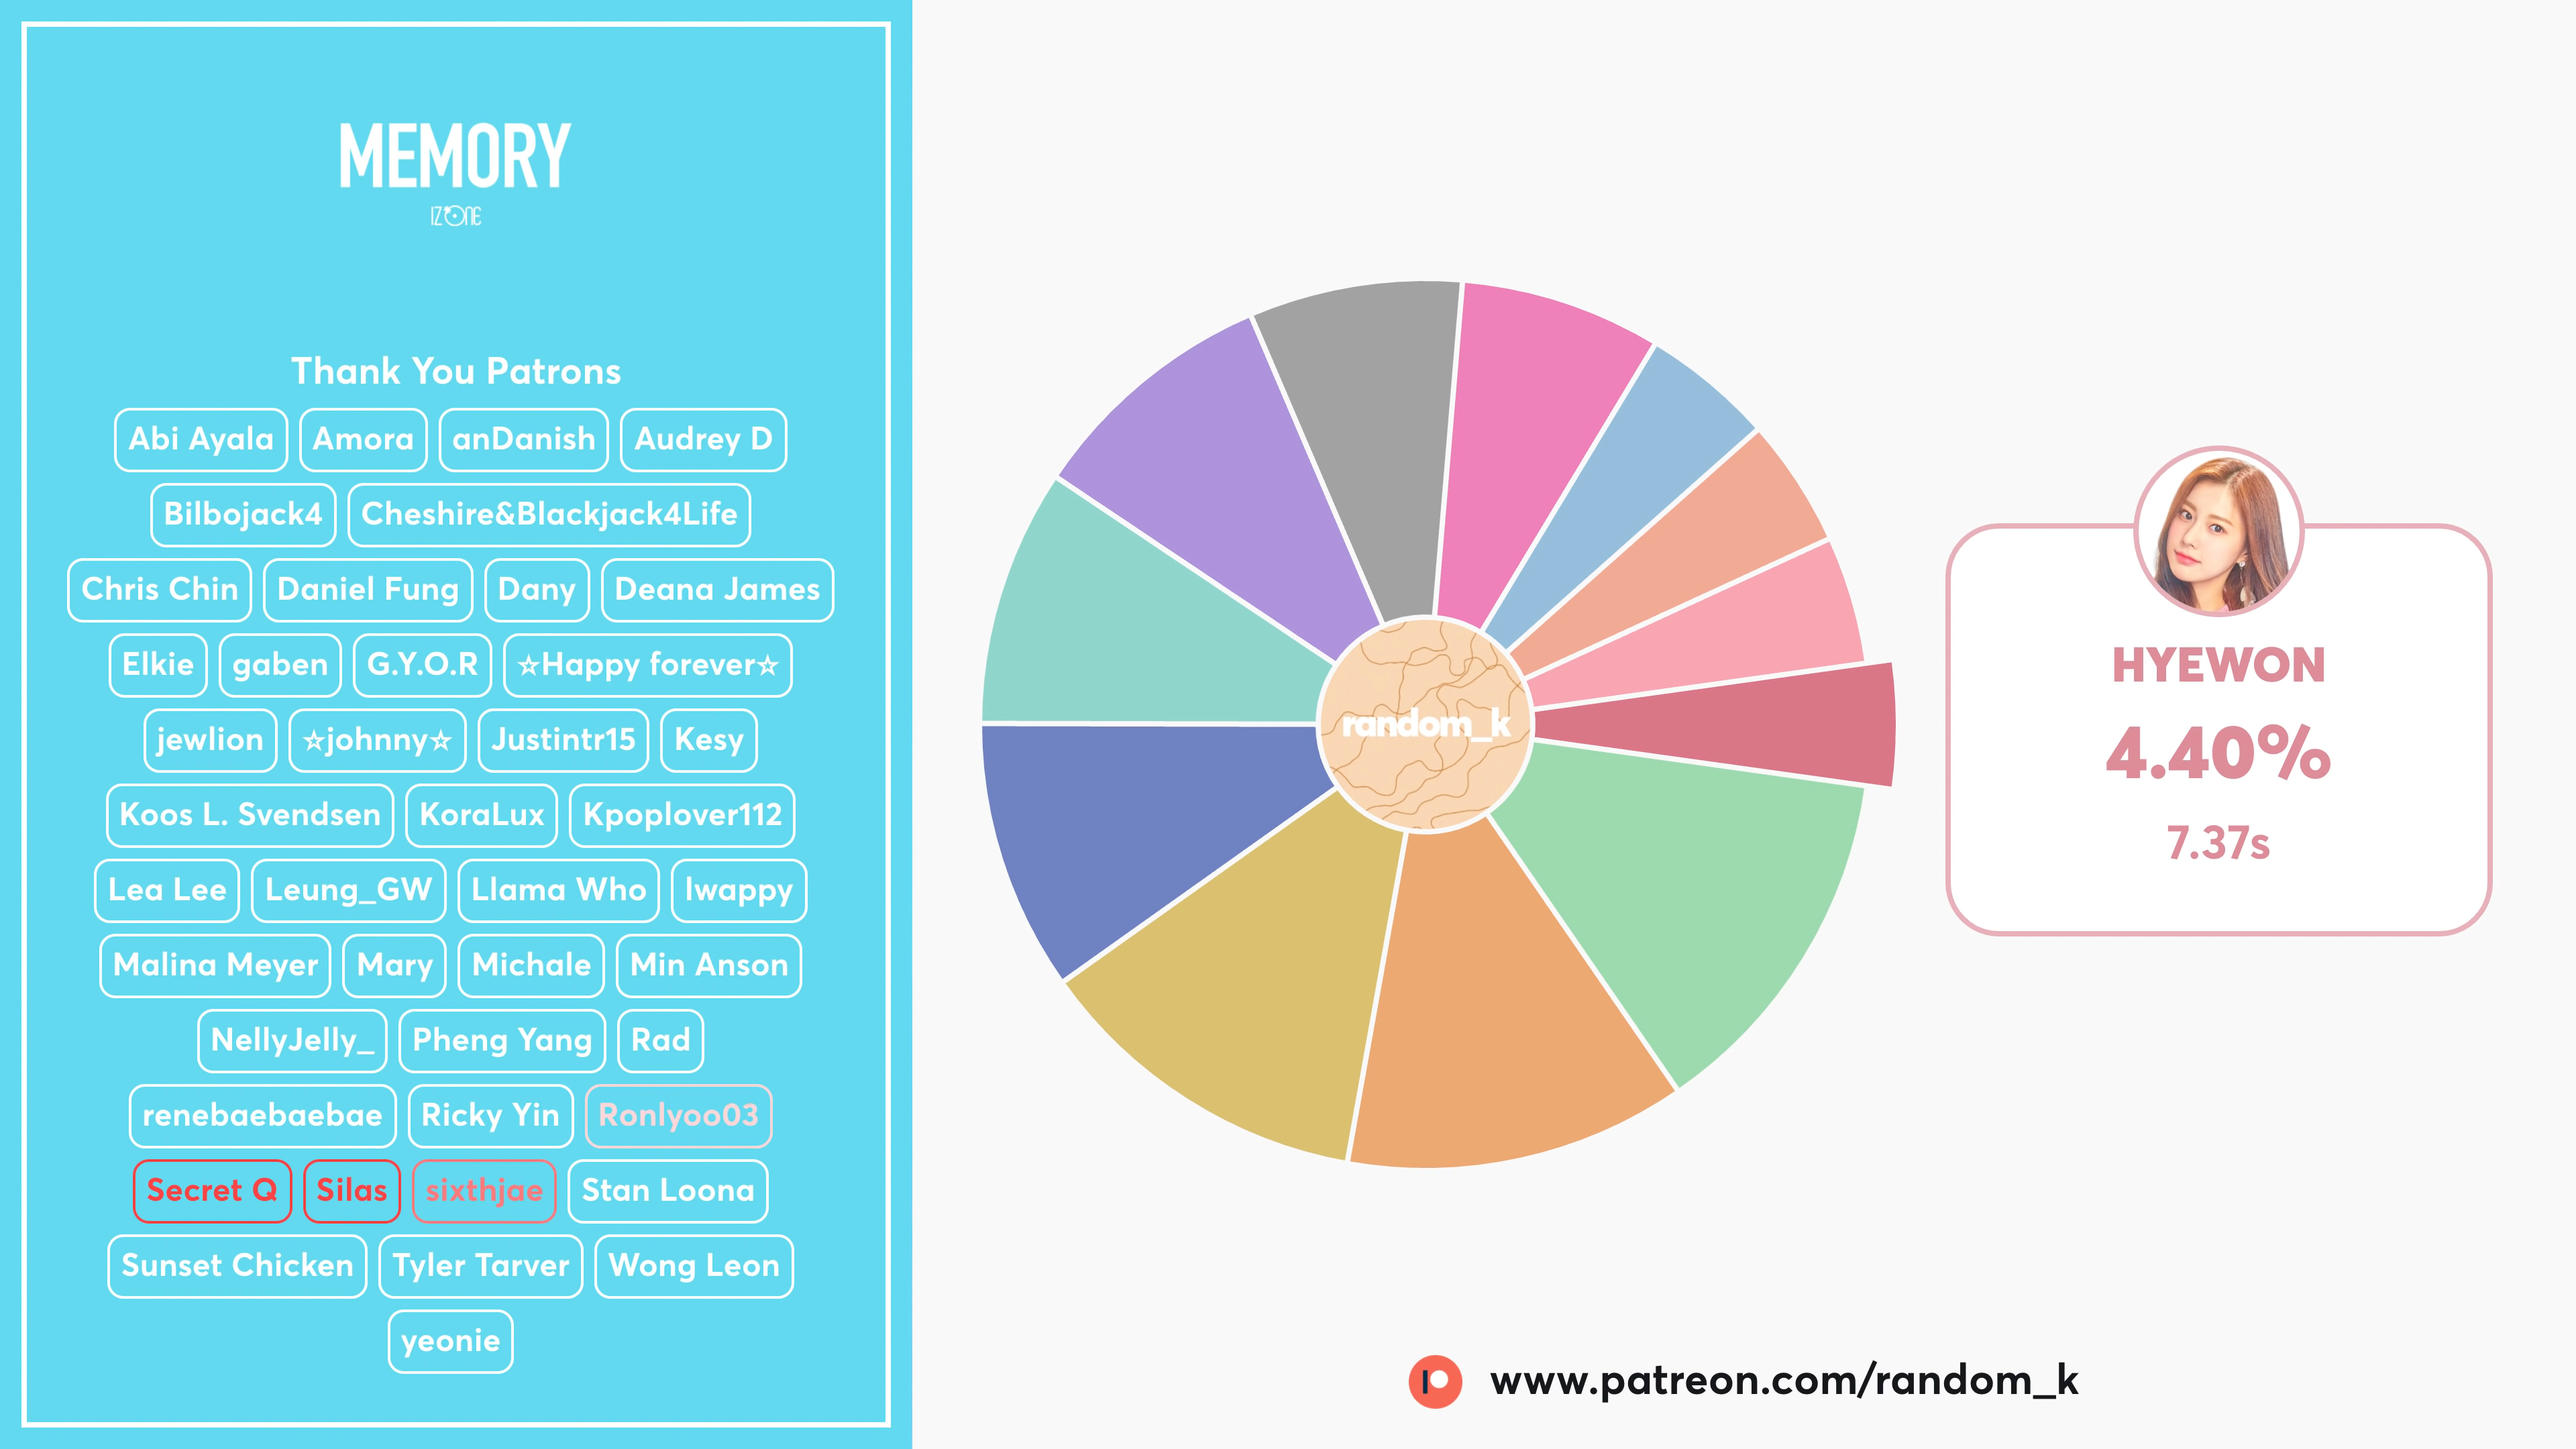 MEMORY
IZONE
Thank You Patrons
Abi Ayala Amora anDanish Audrey D
Bilbojack4 Cheshire&Blackjack4Life
Chris Chin Daniel Fung Dany Deana James
Elkie gaben G.Y.O.R ☆Happy forever☆
jewlion ☆johnny☆ Justintr15 Kesy
Koos L. Svendsen KoraLux Kpoplover112
Lea Lee Leung_GW Llama Who lwappy
Malina Meyer Mary Michale Min Anson
NellyJelly_ Pheng Yang Rad
renebaebaebae Ricky Yin Ronlyoo03
Secret Q Silas sixthjae Stan Loona
Sunset Chicken Tyler Tarver Wong Leon
yeonie
random_k
HYEWON
4.40%
7.37s
www.patreon.com/random_k